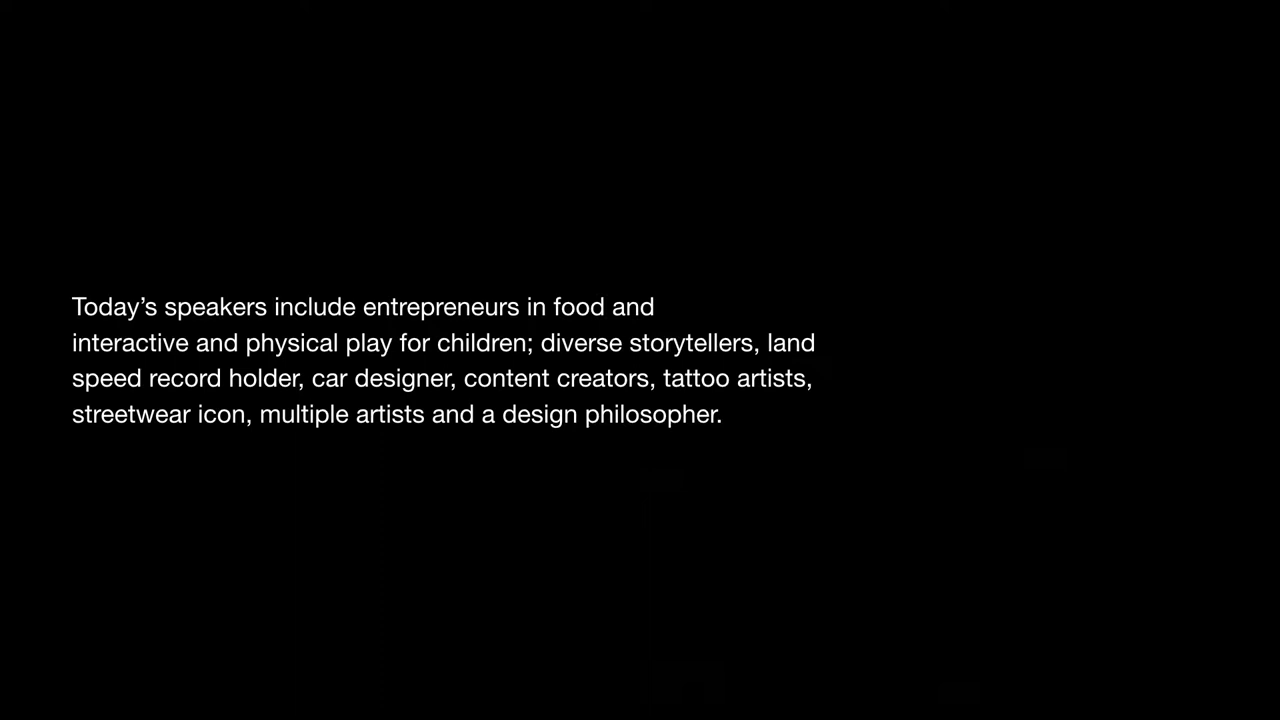 Today’s speakers include entrepreneurs in food and
interactive and physical play for children; diverse storytellers, land
speed record holder, car designer, content creators, tattoo artists,
streetwear icon, multiple artists and a design philosopher.